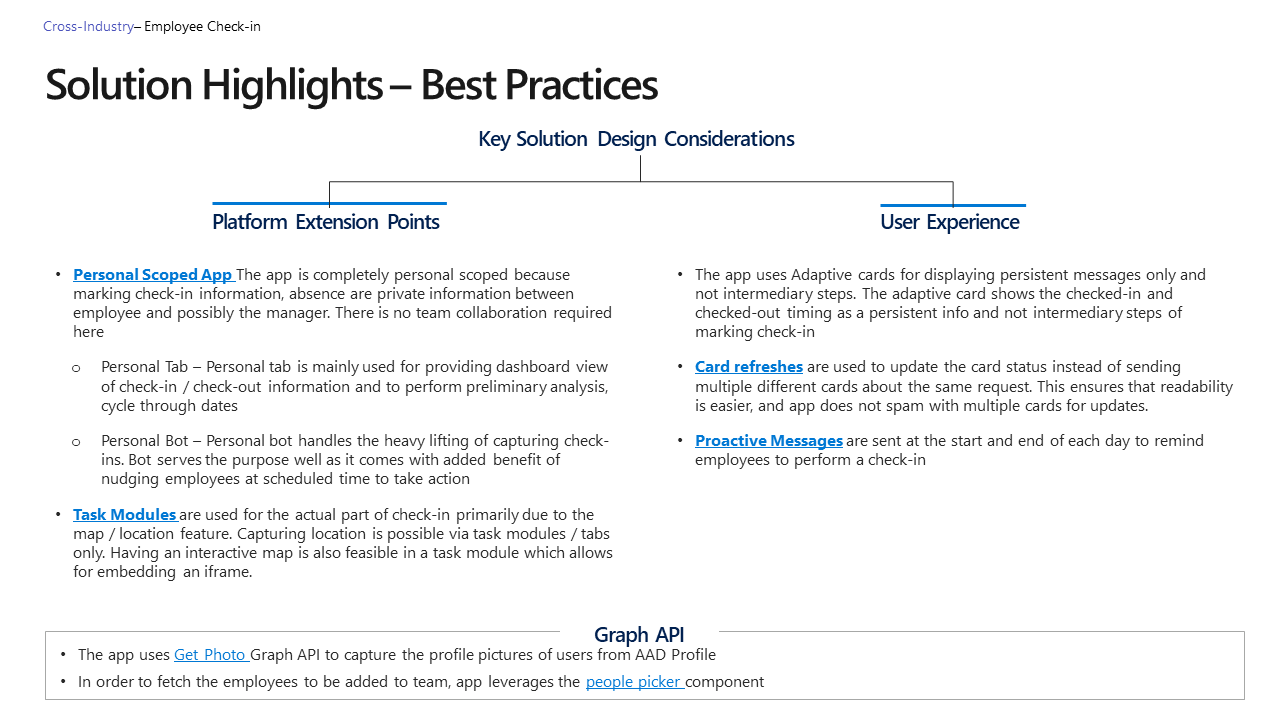 Cross-Industry– Employee Check-in
Solution Highlights – Best Practices
Key Solution Design Considerations
Platform Extension Points
• Personal Scoped App The app is completely personal scoped because
marking check-in information, absence are private information between
employee and possibly the manager. There is no team collaboration required
here
o Personal Tab – Personal tab is mainly used for providing dashboard view
of check-in / check-out information and to perform preliminary analysis,
cycle through dates
o Personal Bot – Personal bot handles the heavy lifting of capturing check-
ins. Bot serves the purpose well as it comes with added benefit of
nudging employees at scheduled time to take action
• Task Modules are used for the actual part of check-in primarily due to the
map / location feature. Capturing location is possible via task modules / tabs
only. Having an interactive map is also feasible in a task module which allows
for embedding an iframe.
User Experience
• The app uses Adaptive cards for displaying persistent messages only and
not intermediary steps. The adaptive card shows the checked-in and
checked-out timing as a persistent info and not intermediary steps of
marking check-in
• Card refreshes are used to update the card status instead of sending
multiple different cards about the same request. This ensures that readability
is easier, and app does not spam with multiple cards for updates.
• Proactive Messages are sent at the start and end of each day to remind
employees to perform a check-in
Graph API
• The app uses Get Photo Graph API to capture the profile pictures of users from AAD Profile
• In order to fetch the employees to be added to team, app leverages the people picker component